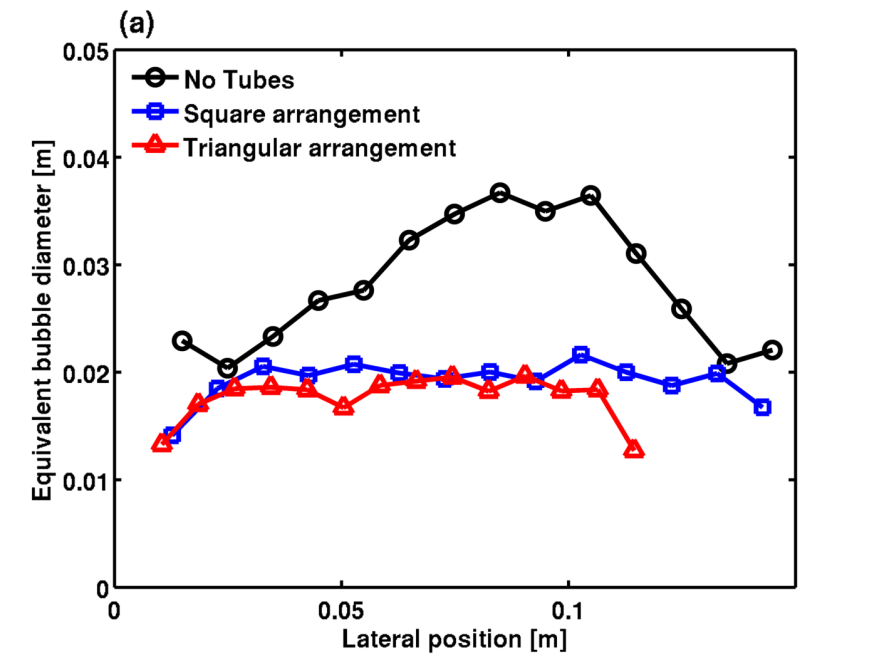 (a)
0.05
No Tubes
Square arrangement
0.04
Triangular arrangement
0.03
0.02
0.01
0
Equivalent bubble diameter [m]
0
0.05
0.1
Lateral position [m]